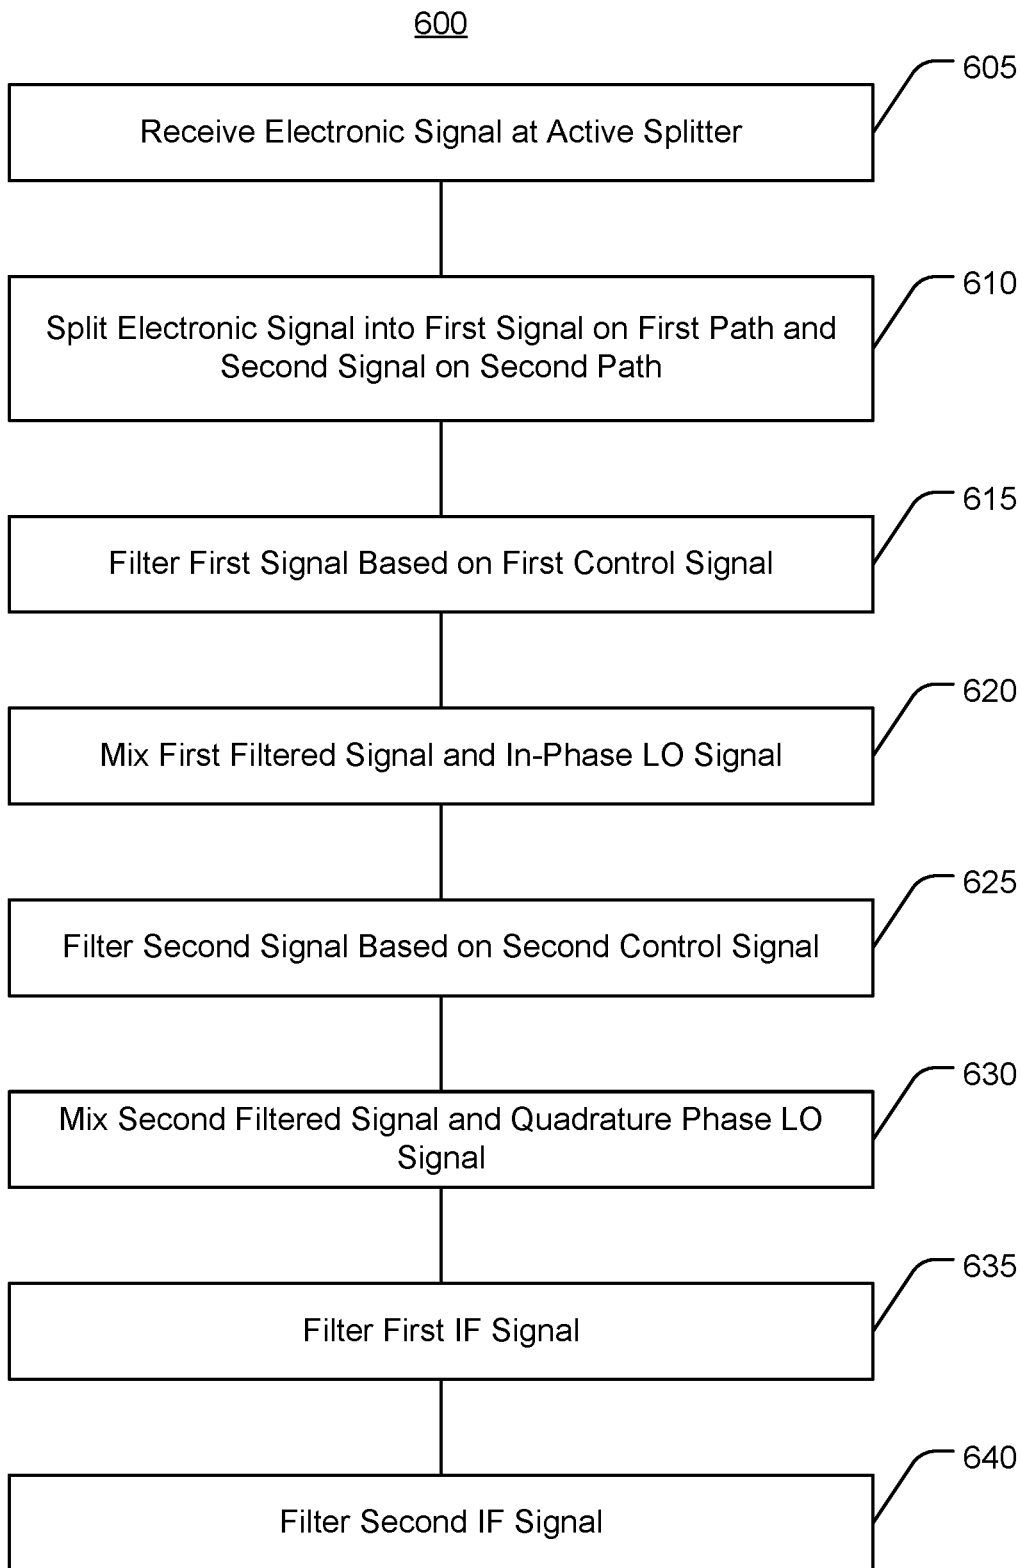 600
605
Receive Electronic Signal at Active Splitter
610
Split Electronic Signal into First Signal on First Path and
Second Signal on Second Path
615
Filter First Signal Based on First Control Signal
620
Mix First Filtered Signal and In-Phase LO Signal
625
Filter Second Signal Based on Second Control Signal
630
Mix Second Filtered Signal and Quadrature Phase LO
Signal
635
Filter First IF Signal
640
Filter Second IF Signal